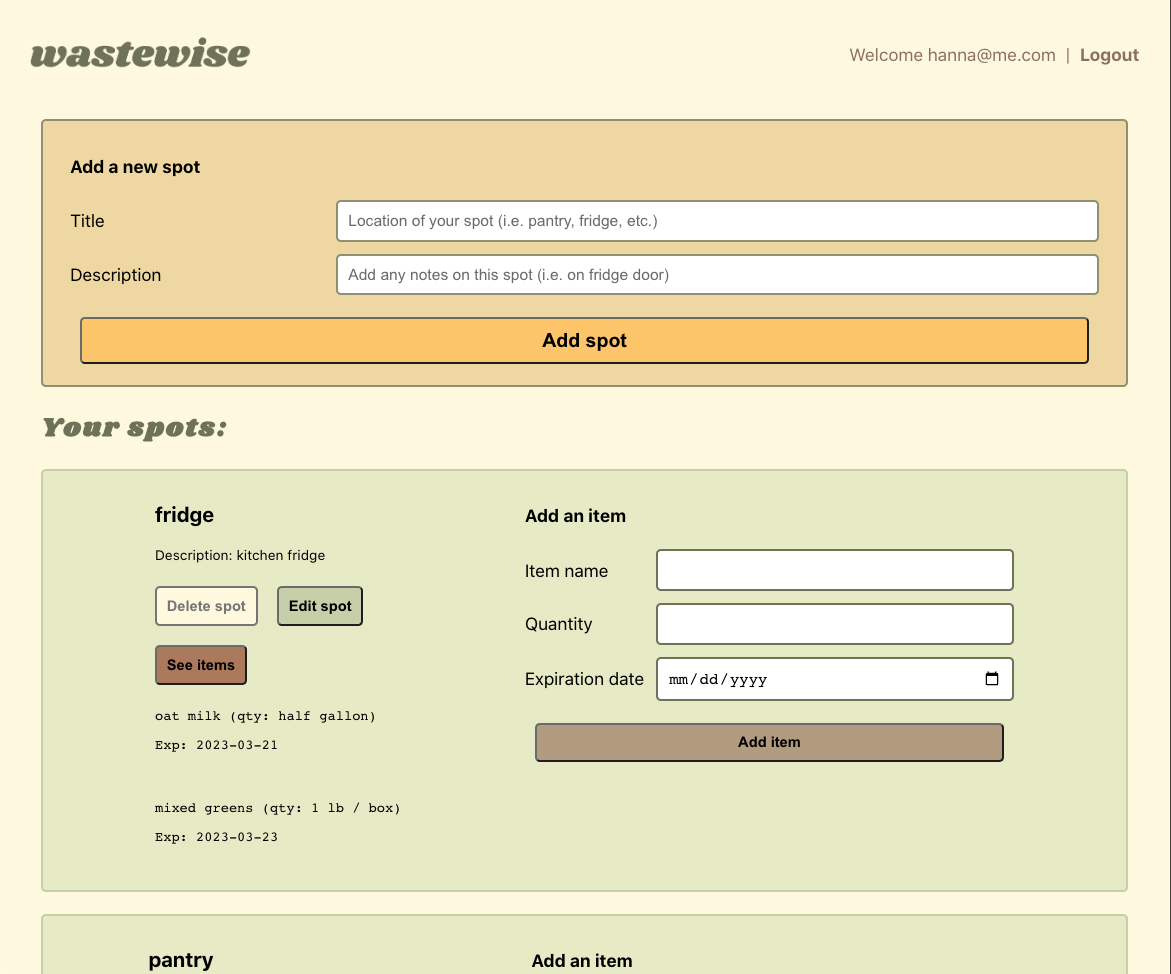 wastewise
Welcome hanna@me.com | Logout
Add a new spot
Title
Location of your spot (i.e. pantry, fridge, etc.)
Description
Add any notes on this spot (i.e. on fridge door)
Add spot
Your spots:
fridge
Description: kitchen fridge
Delete spot
Edit spot
See items
oat milk (qty: half gallon)
Exp: 2023-03-21
mixed greens (qty: 1 lb / box)
Exp: 2023-03-23
Add an item
Item name
Quantity
Expiration date
mm/dd/yyyy
Add item
pantry
Add an item